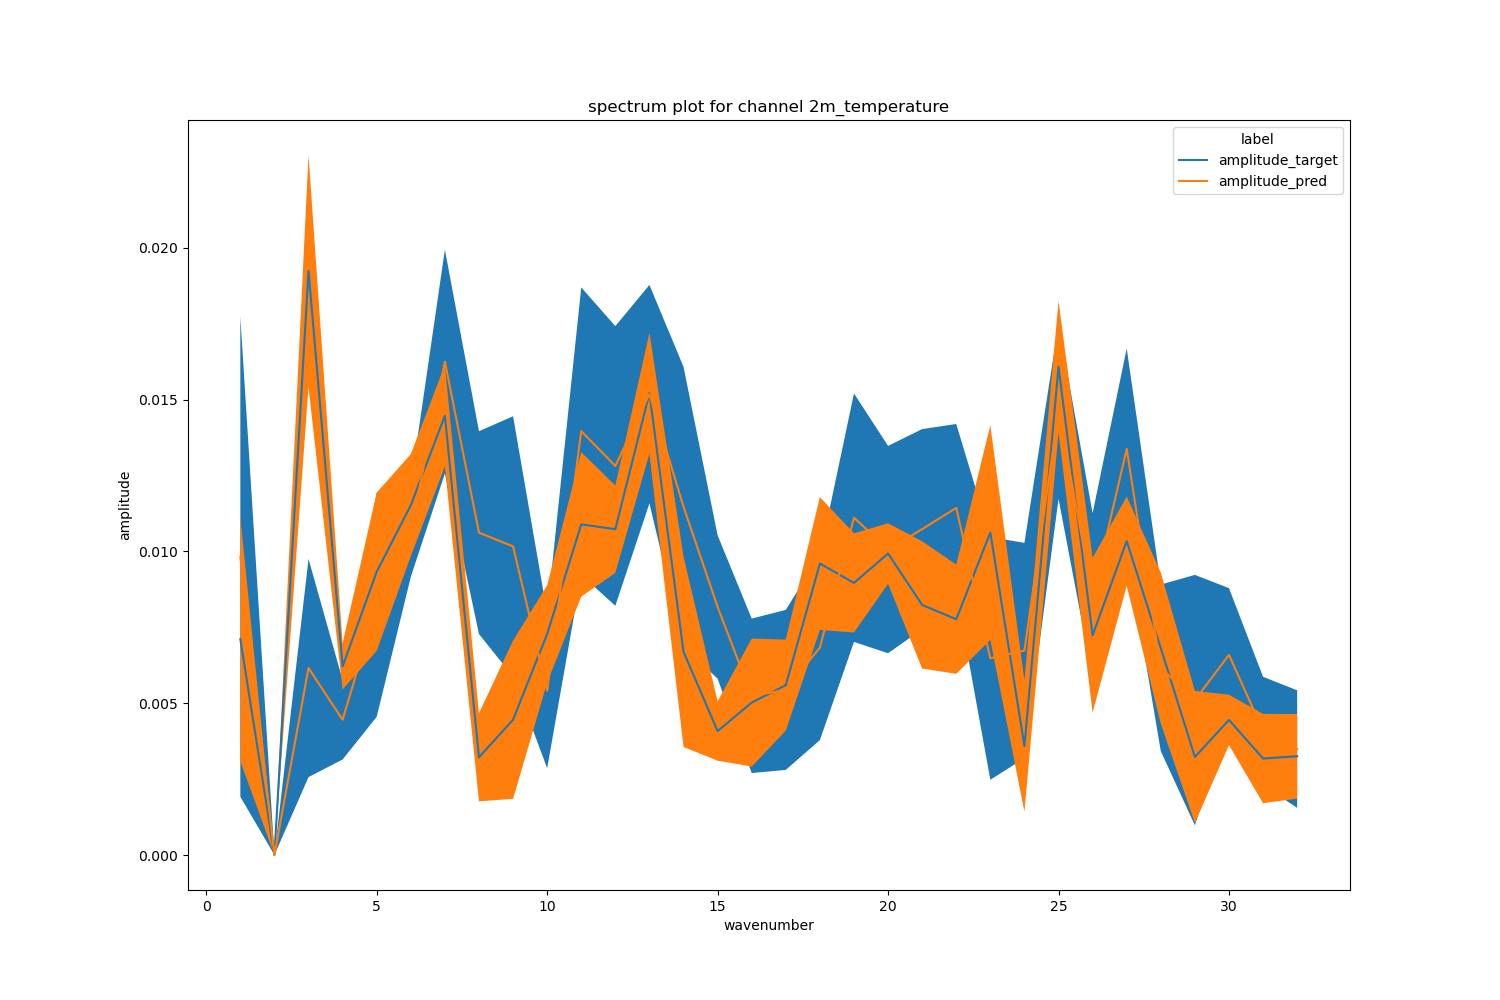 spectrum plot for channel 2m_temperature
label
amplitude_target
amplitude_pred
0.020
0.015
0.010
0.005
0.000
amplitude
0 5 10 15 20 25 30
wavenumber